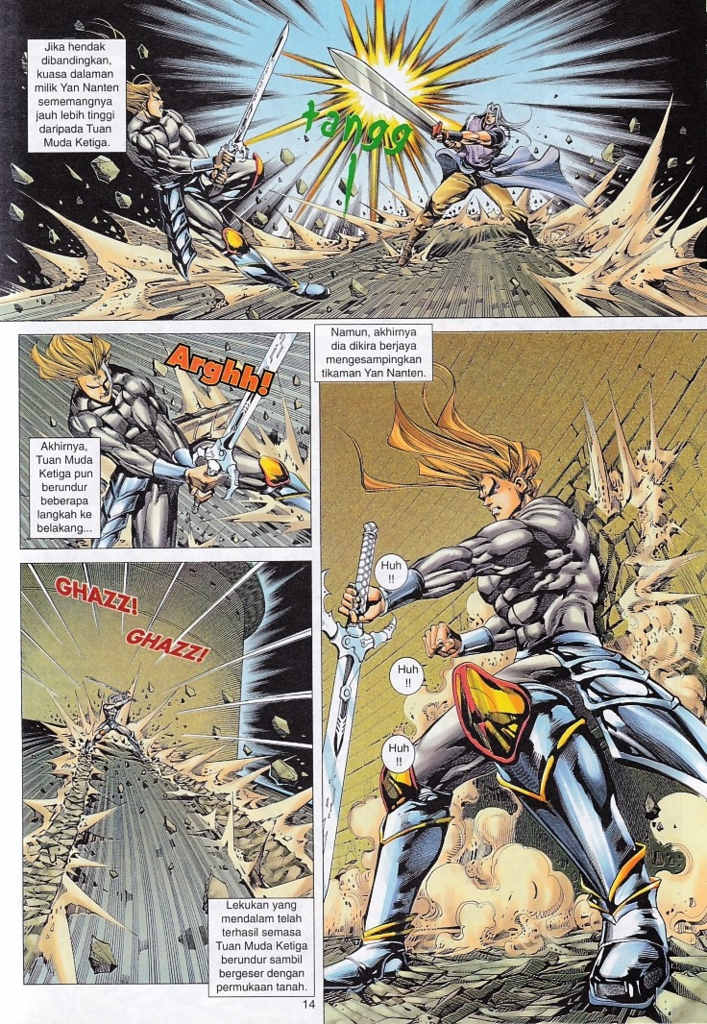 Jika hendak
dibandingkan,
kuasa dalaman
milik Yan Nanten
sememangnya
jauh lebih tinggi
daripada Tuan
Muda Ketiga.
tangg
!
Arghh!
Akhirnya,
Tuan Muda
Ketiga pun
berundur
beberapa
langkah ke
belakang...
Namun, akhirnya
dia dikira berjaya
mengesampingkan
tikaman Yan Nanten.
GHAZZ!
GHAZZ!
Lekukan yang
mendalam telah
terhasil semasa
Tuan Muda Ketiga
berundur sambil
bergeser dengan
permukaan tanah.
Huh
!!
Huh
!!
Huh
!!
14